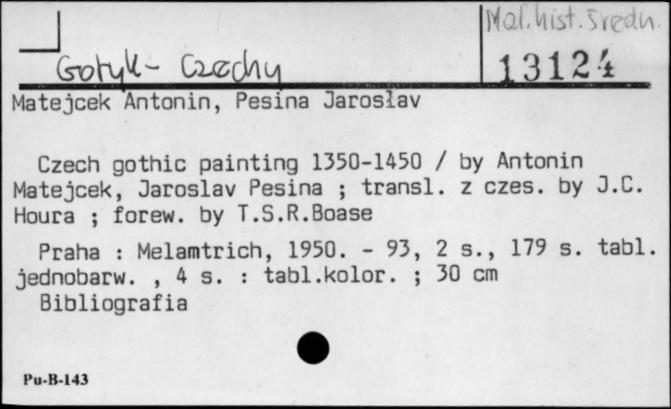 Mal.hist.średn.
Gotyk - Czechy
13124
Matejcek Antonin, Pesina Jarosław
Czech gothic painting 1350-1450 / by Antonin
Matejcek, Jaroslav Pesina ; transl. z czes. by J.C.
Houra ; forew. by T.S.R.Boase
Praha : Melamtrich, 1950. - 93, 2 s., 179 s. tabl.
jednobarw. , 4 s. : tabl.kolor. ; 30 cm
Bibliografia
Pu-B-143